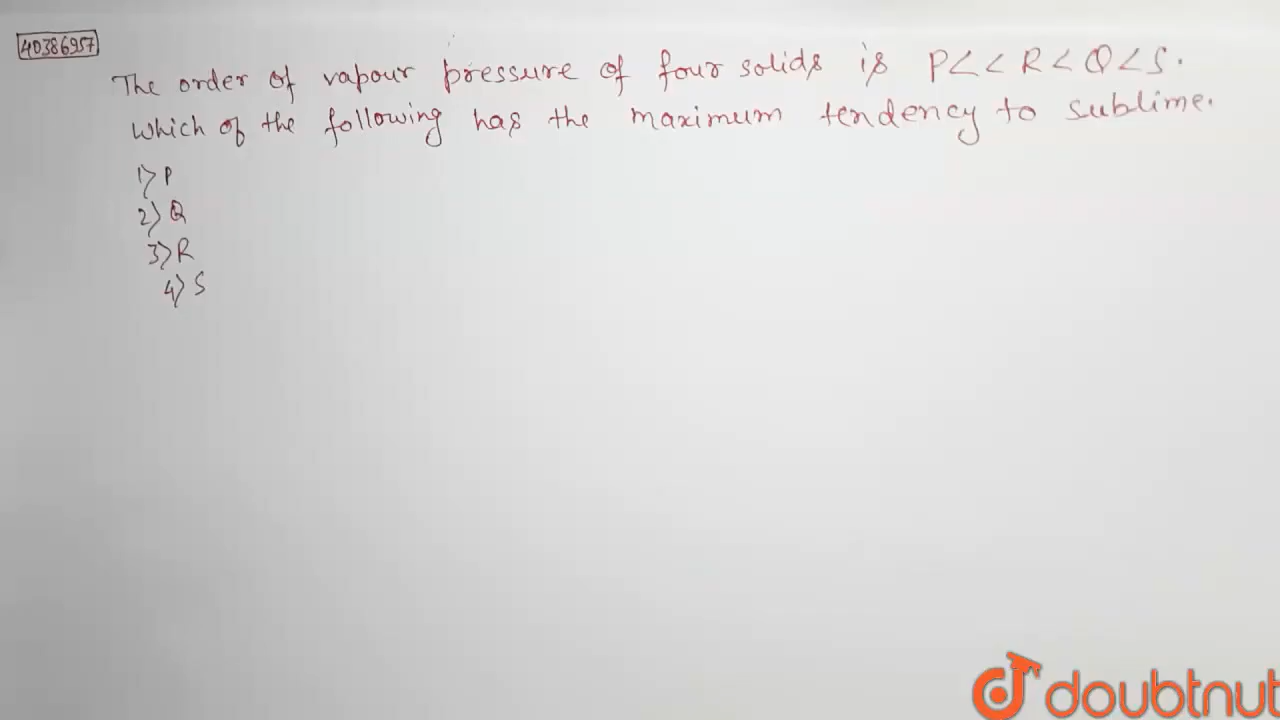 40386957
The order of vapour pressure of four solids is P<< R < Q < S.
Which of the following has the maximum tendency to sublime.
1) P
2) Q
3) R
4) S
doubtnut